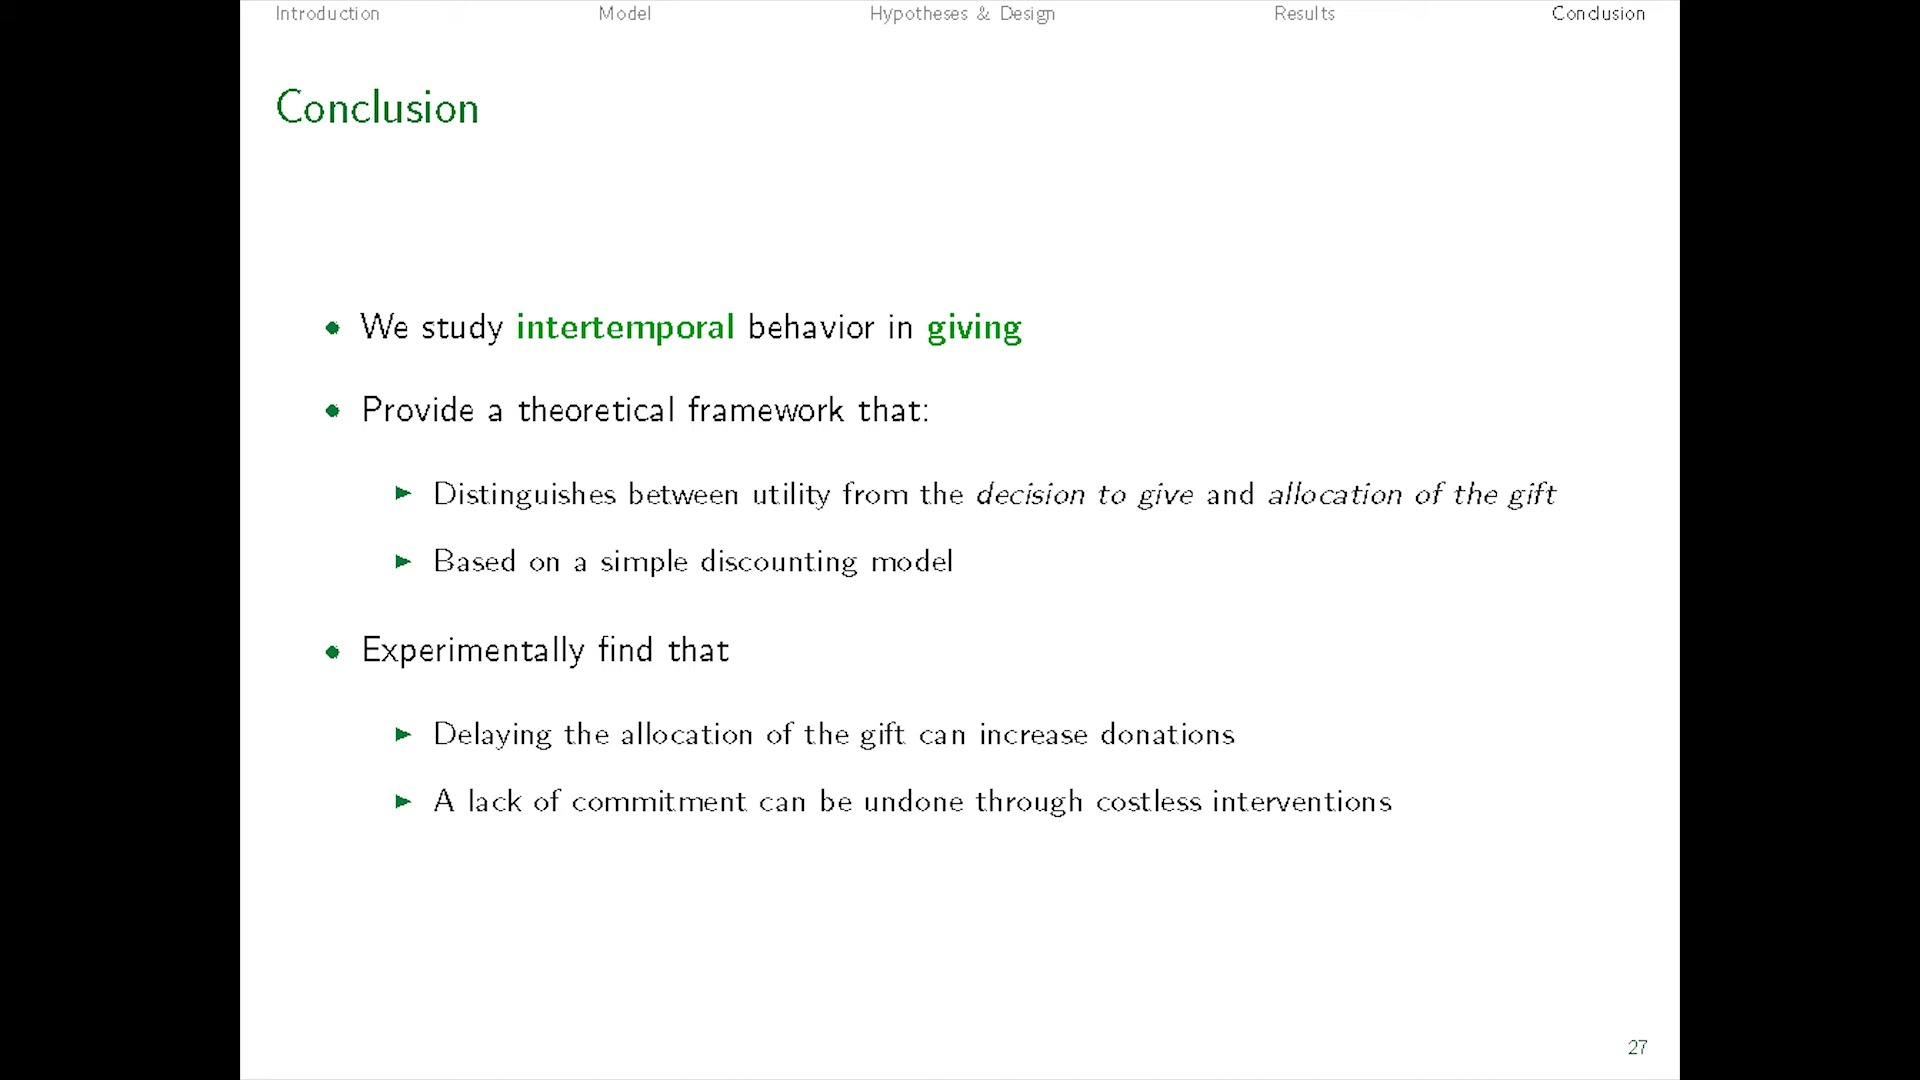 Introduction Model Hypotheses & Design Results Conclusion
Conclusion
• We study intertemporal behavior in giving
• Provide a theoretical framework that:
▶ Distinguishes between utility from the decision to give and allocation of the gift
▶ Based on a simple discounting model
• Experimentally find that
▶ Delaying the allocation of the gift can increase donations
▶ A lack of commitment can be undone through costless interventions
27